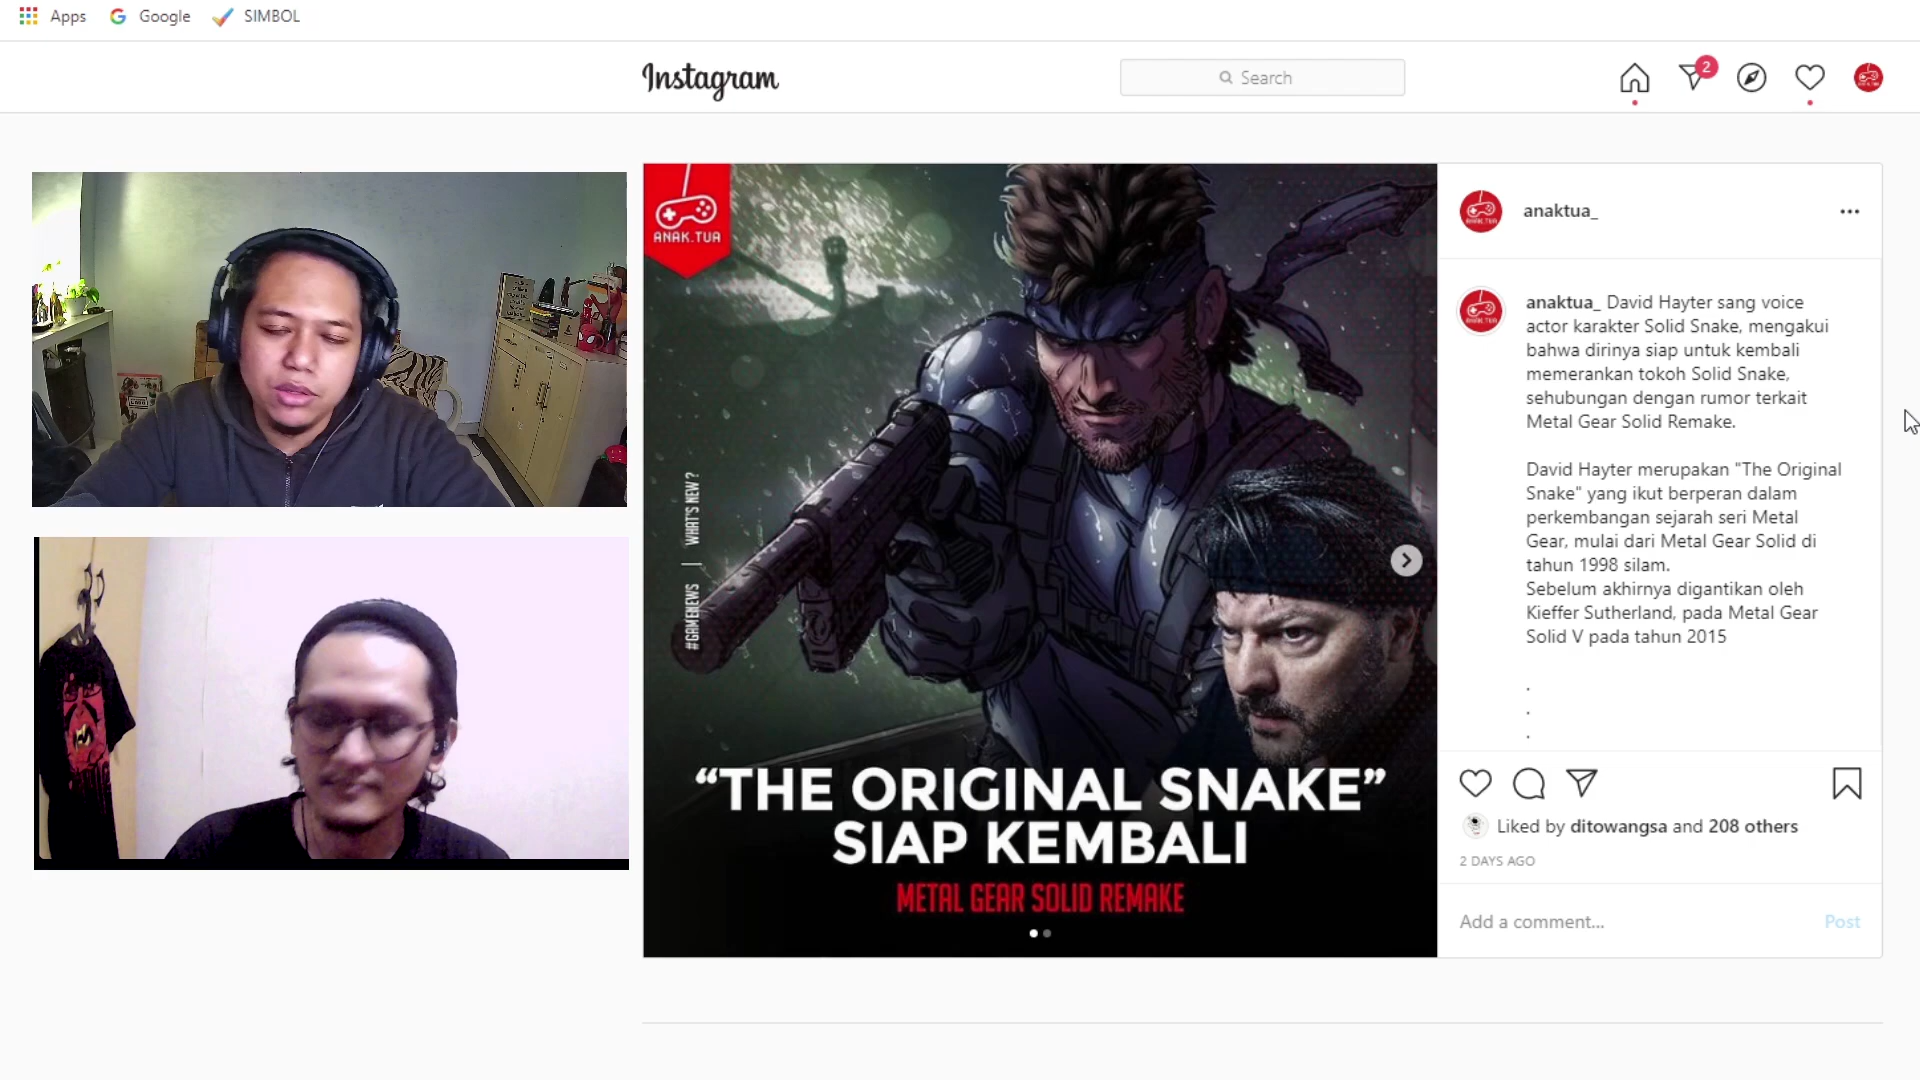 Apps
Google
SIMBOL
Instagram
Search
2
ANAK.TUA
#GAMENEWS | WHAT'S NEW?
"THE ORIGINAL SNAKE"
SIAP KEMBALI
METAL GEAR SOLID REMAKE
anaktua_
anaktua_ David Hayter sang voice
actor karakter Solid Snake, mengakui
bahwa dirinya siap untuk kembali
memerankan tokoh Solid Snake,
sehubungan dengan rumor terkait
Metal Gear Solid Remake.
David Hayter merupakan "The Original
Snake" yang ikut berperan dalam
perkembangan sejarah seri Metal
Gear, mulai dari Metal Gear Solid di
tahun 1998 silam.
Sebelum akhirnya digantikan oleh
Kieffer Sutherland, pada Metal Gear
Solid V pada tahun 2015
.
.
.
Liked by ditowangsa and 208 others
2 DAYS AGO
Add a comment...
Post